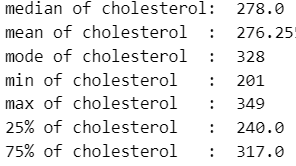 median of cholesterol:  278.0
mean of cholesterol  :  276.25
mode of cholesterol  :  328
min of cholesterol   :  201
max of cholesterol   :  349
25% of cholesterol   :  240.0
75% of cholesterol   :  317.0